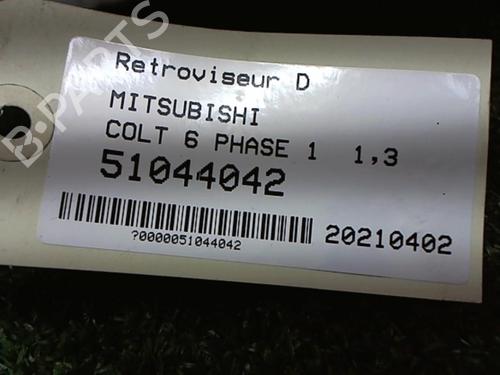 Retroviseur D
MITSUBISHI
COLT 6 PHASE 1 1,3
51044042
?0000051044042
20210402
B-PARTS